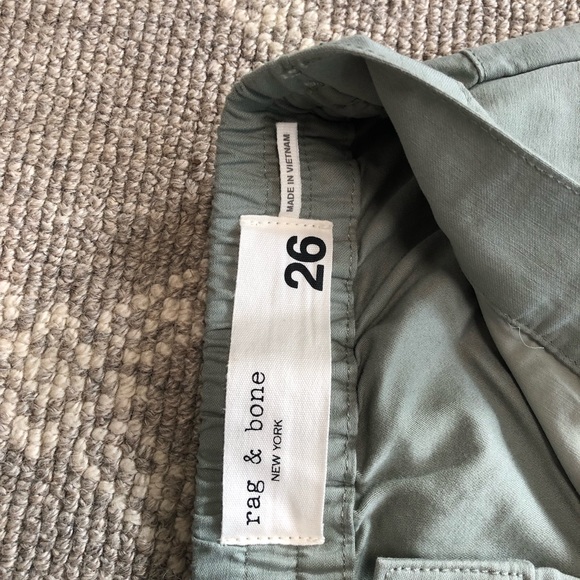 MADE IN VIETNAM
26
rag & bone
NEW YORK